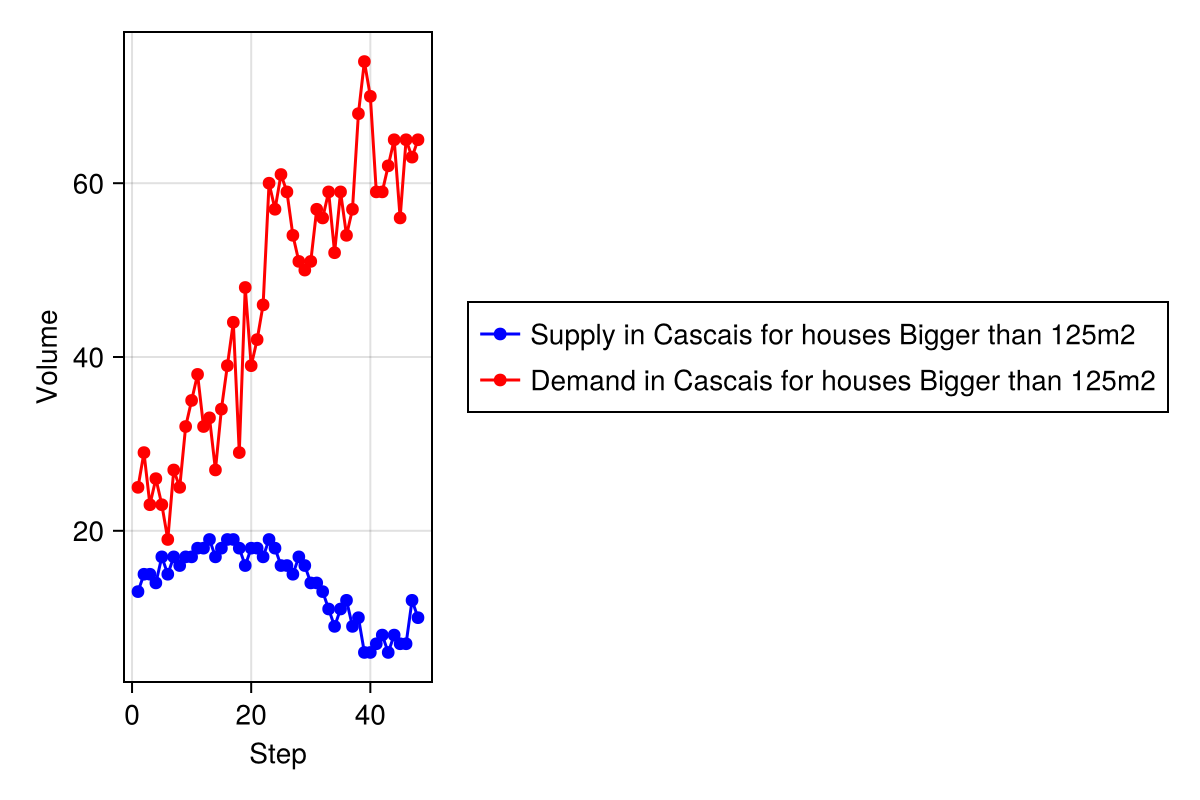 Volume
60
40
20
0 20 40
Step
Supply in Cascais for houses Bigger than 125m2
Demand in Cascais for houses Bigger than 125m2